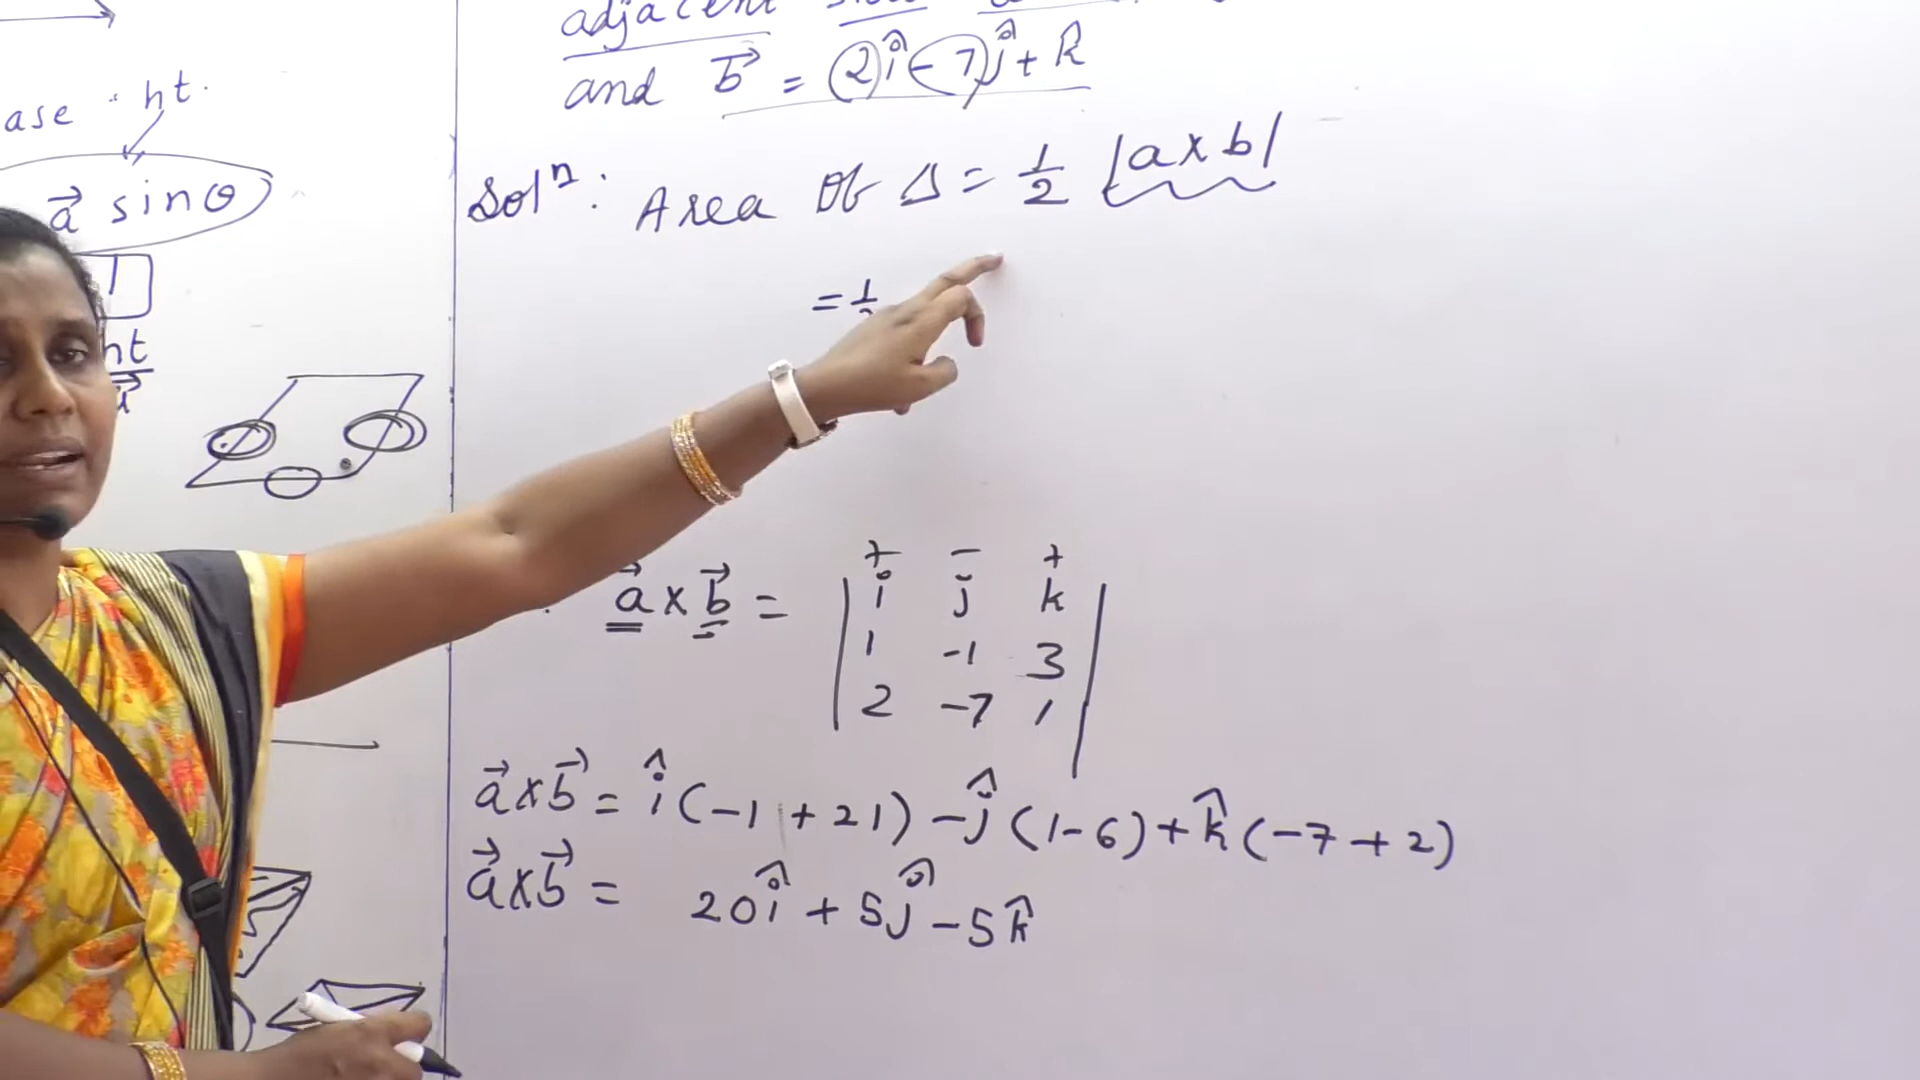 adjacent
and b⃗ = 2î - 7ĵ + k̂
ase . ht.
a⃗ sinθ
ht
Solⁿ: Area Of Δ = 1/2 |a x b|
= 1/
a⃗ x b⃗ =
+ - +
i j k
1 -1 3
2 -7 1
a⃗ x b⃗ = î (-1 + 21) - ĵ (1 - 6) + k̂ (-7 + 2)
a⃗ x b⃗ = 20î + 5ĵ - 5k̂